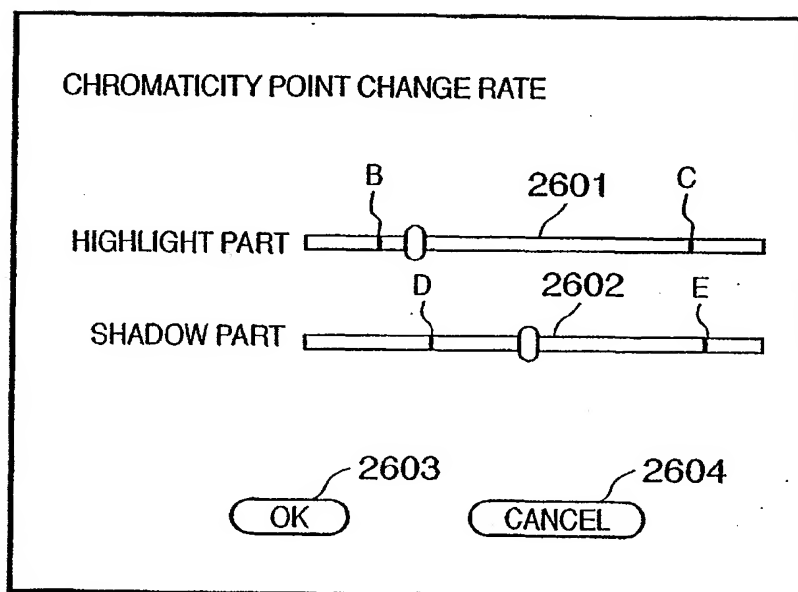 CHROMATICITY POINT CHANGE RATE
B 2601 C
HIGHLIGHT PART
D 2602 E
SHADOW PART
2603 2604
OK CANCEL